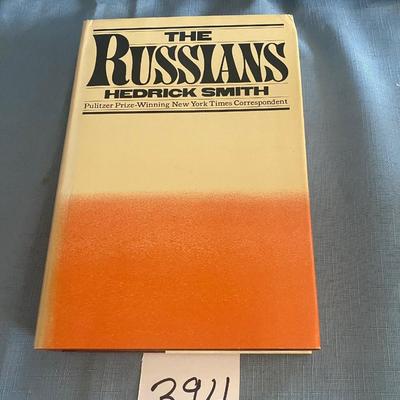 THE
RUSSIANS
HEDRICK SMITH
Pulitzer Prize-Winning New York Times Correspondent
3911